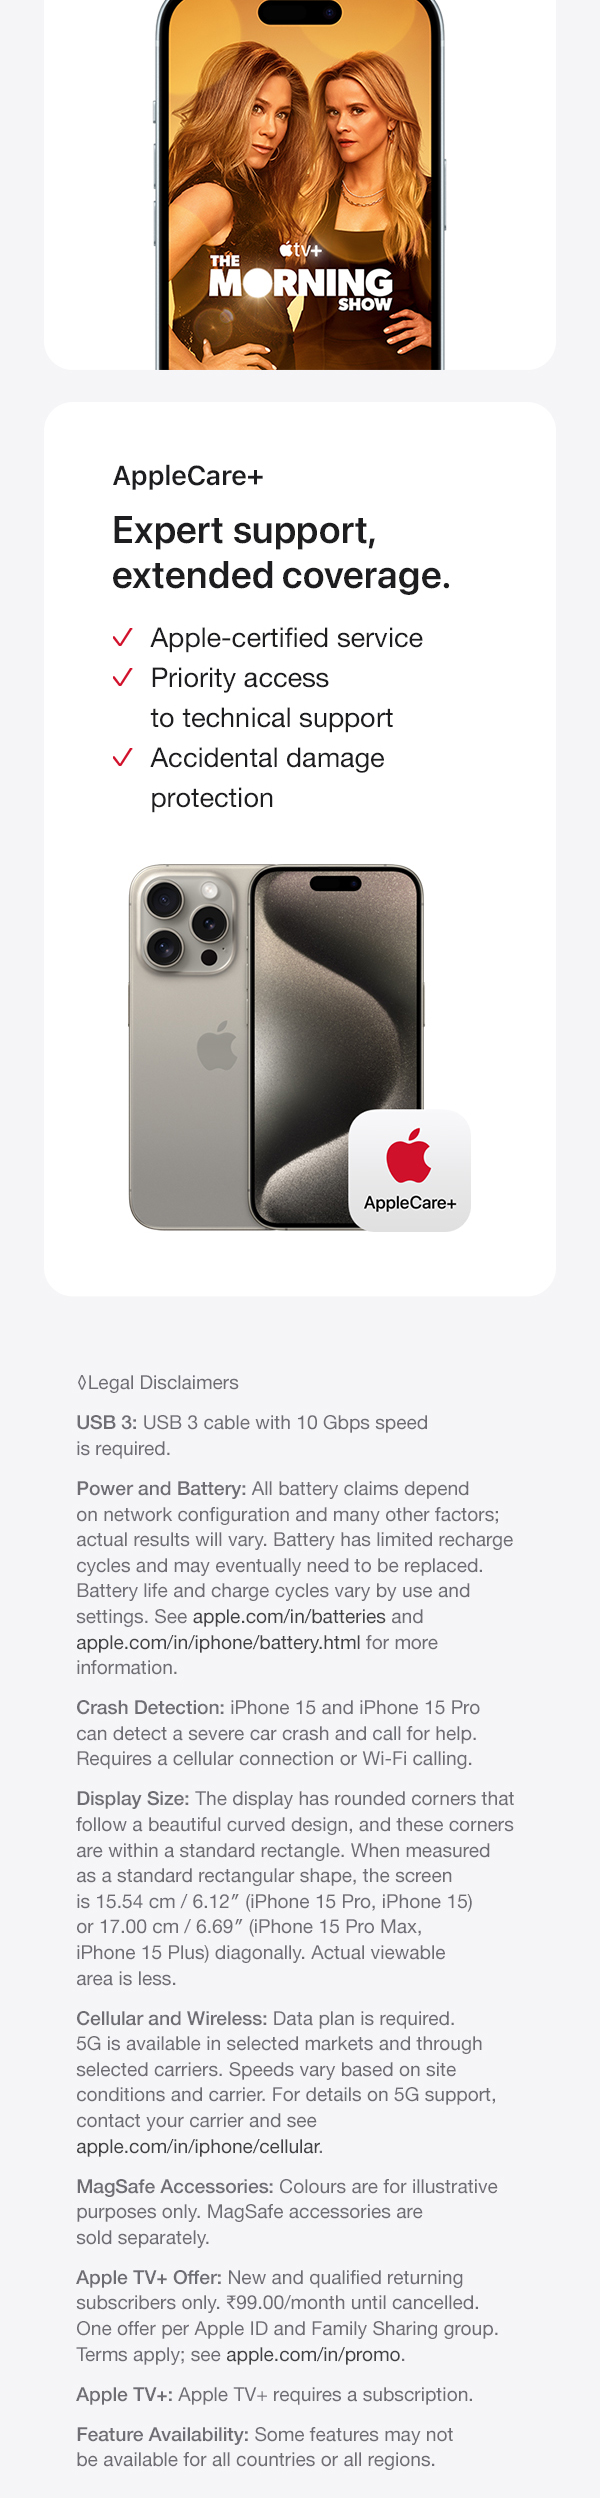 tv+
THE
MORNING
SHOW
AppleCare+
Expert support,
extended coverage.
Apple-certified service
Priority access
to technical support
Accidental damage
protection
AppleCare+
◊Legal Disclaimers
USB 3: USB 3 cable with 10 Gbps speed
is required.
Power and Battery: All battery claims depend
on network configuration and many other factors;
actual results will vary. Battery has limited recharge
cycles and may eventually need to be replaced.
Battery life and charge cycles vary by use and
settings. See apple.com/in/batteries and
apple.com/in/iphone/battery.html for more
information.
Crash Detection: iPhone 15 and iPhone 15 Pro
can detect a severe car crash and call for help.
Requires a cellular connection or Wi-Fi calling.
Display Size: The display has rounded corners that
follow a beautiful curved design, and these corners
are within a standard rectangle. When measured
as a standard rectangular shape, the screen
is 15.54 cm / 6.12″ (iPhone 15 Pro, iPhone 15)
or 17.00 cm / 6.69″ (iPhone 15 Pro Max,
iPhone 15 Plus) diagonally. Actual viewable
area is less.
Cellular and Wireless: Data plan is required.
5G is available in selected markets and through
selected carriers. Speeds vary based on site
conditions and carrier. For details on 5G support,
contact your carrier and see
apple.com/in/iphone/cellular.
MagSafe Accessories: Colours are for illustrative
purposes only. MagSafe accessories are
sold separately.
Apple TV+ Offer: New and qualified returning
subscribers only. ₹99.00/month until cancelled.
One offer per Apple ID and Family Sharing group.
Terms apply; see apple.com/in/promo.
Apple TV+: Apple TV+ requires a subscription.
Feature Availability: Some features may not
be available for all countries or all regions.